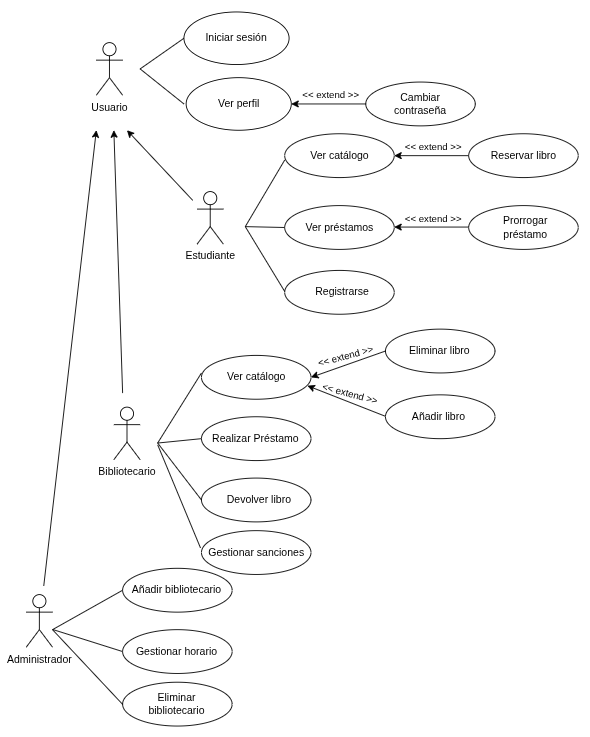 Iniciar sesión
Usuario
Ver perfil
<< extend >>
Cambiar
contraseña
Ver catálogo
<< extend >>
Reservar libro
Estudiante
Ver préstamos
<< extend >>
Prorrogar
préstamo
Registrarse
Ver catálogo
<< extend >>
Eliminar libro
<< extend >>
Añadir libro
Bibliotecario
Realizar Préstamo
Devolver libro
Gestionar sanciones
Añadir bibliotecario
Administrador
Gestionar horario
Eliminar
bibliotecario